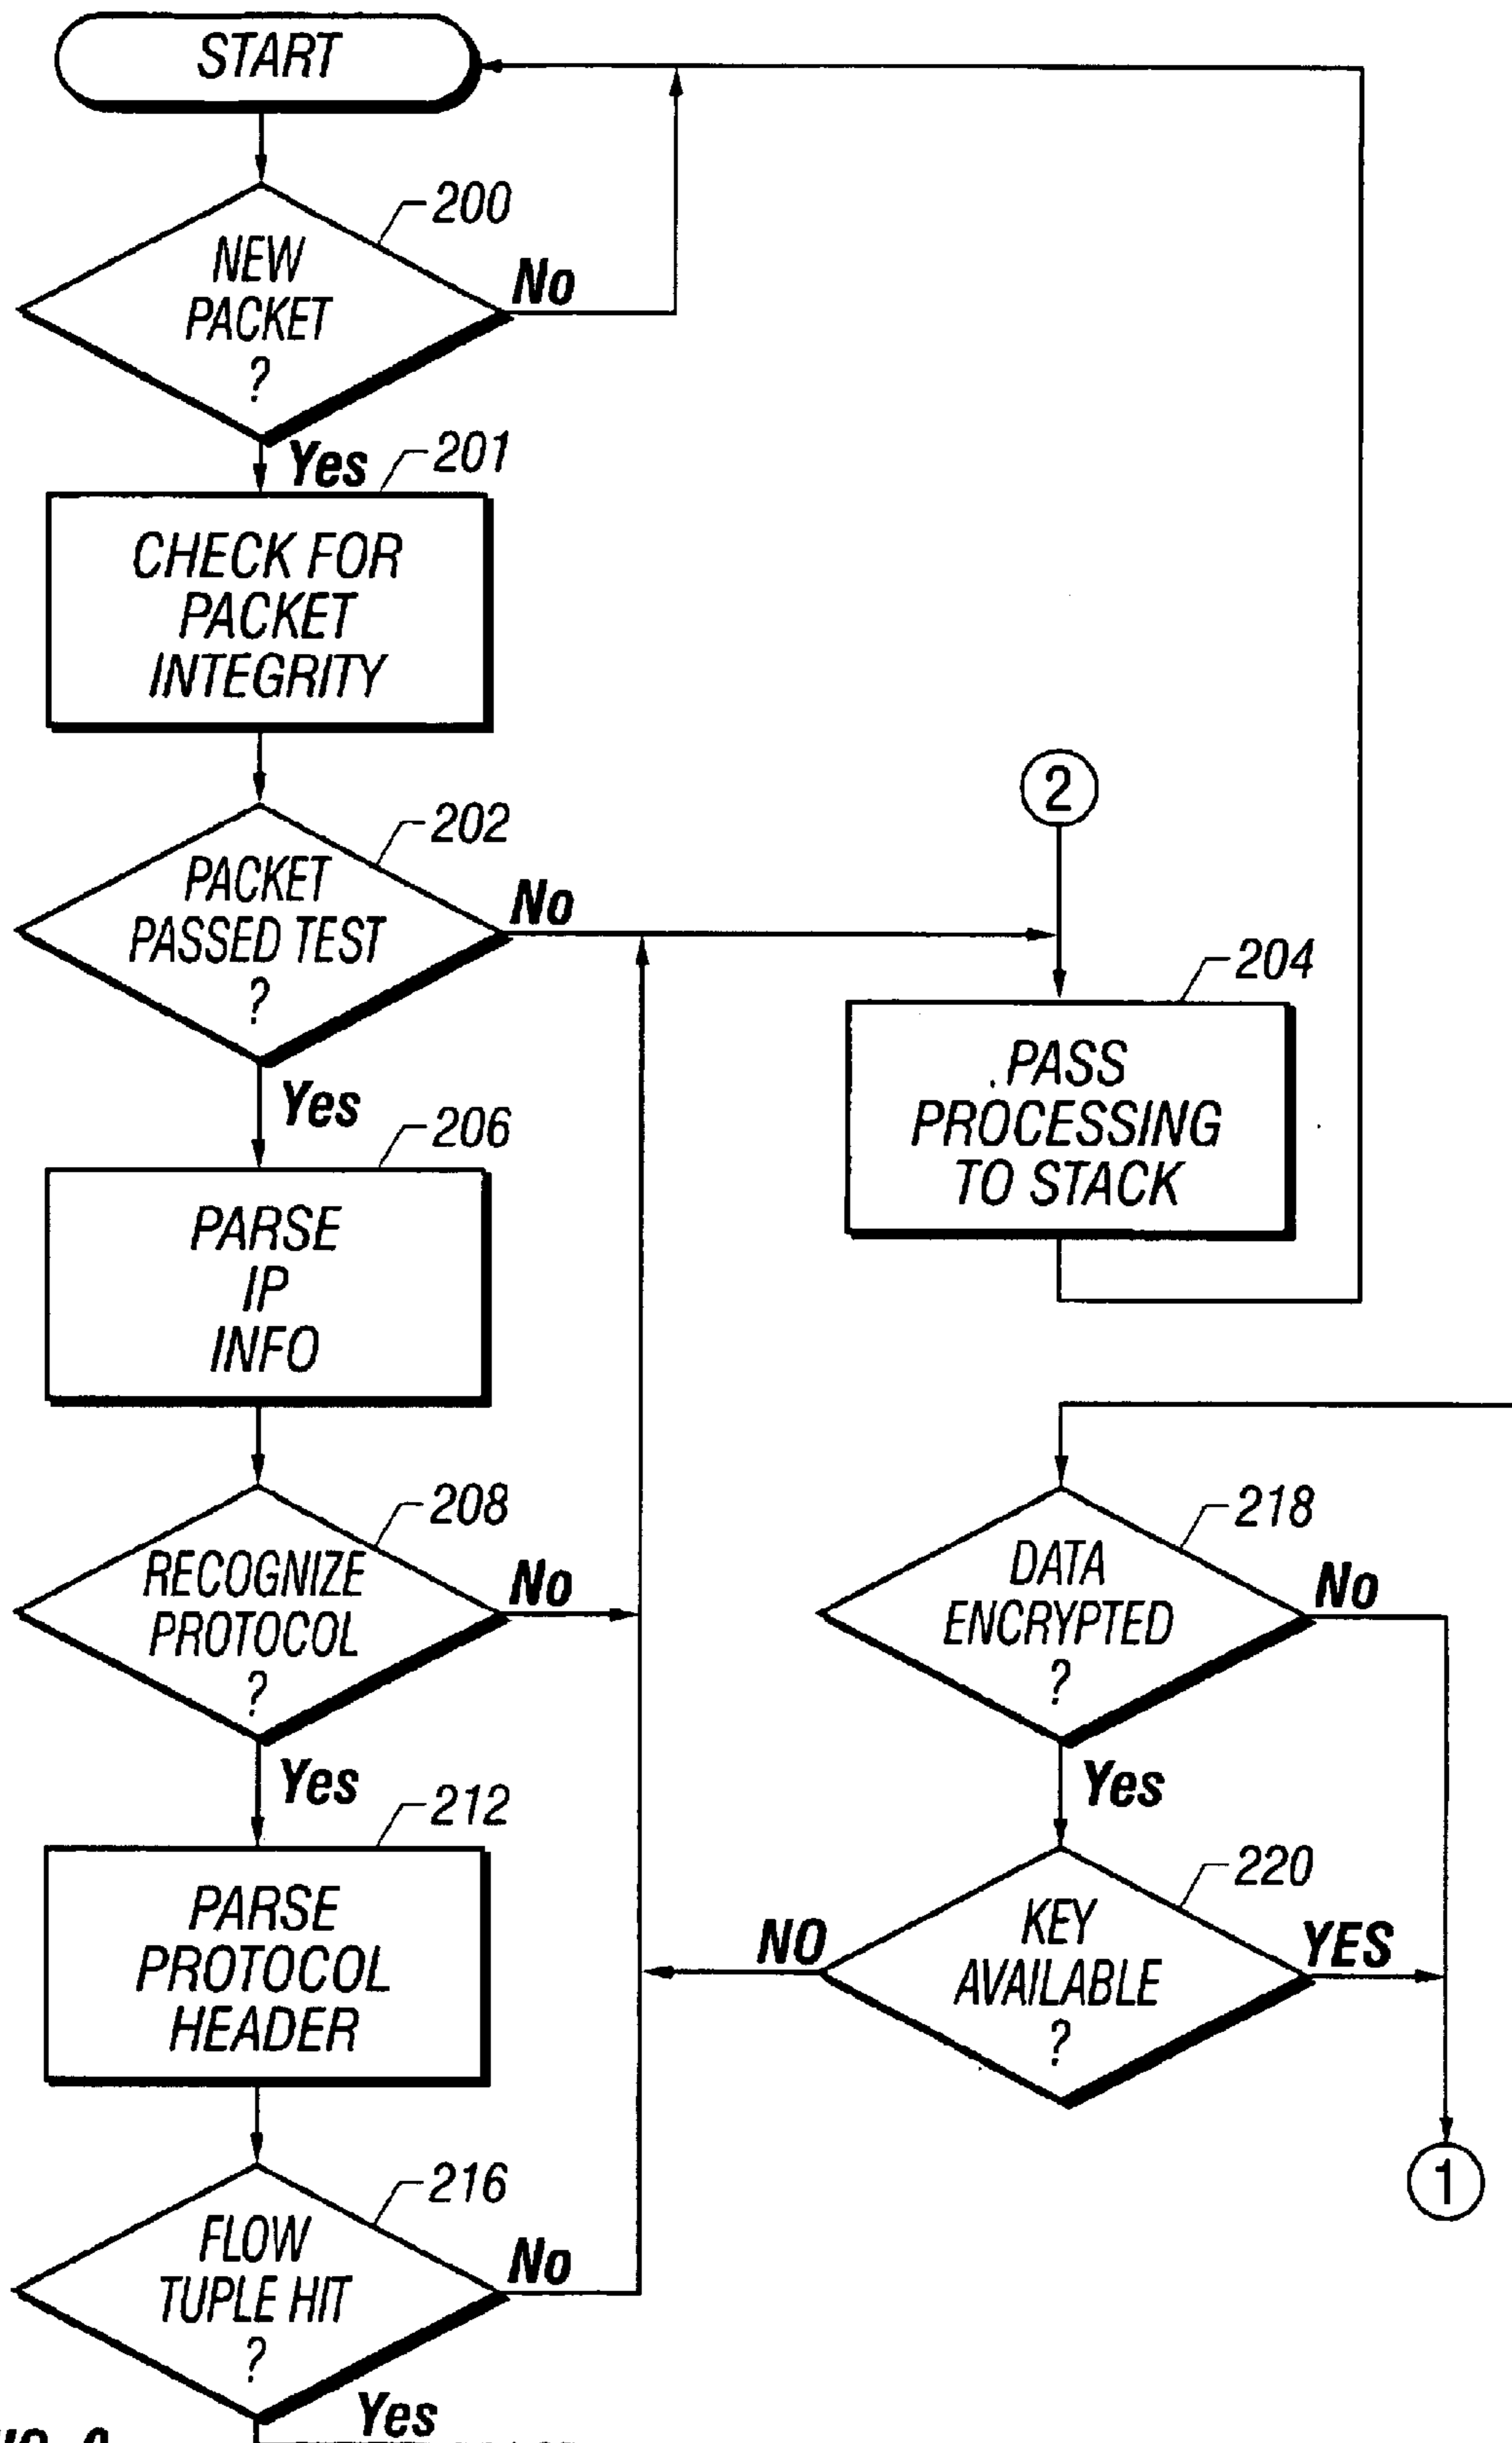 START
200
NEW
PACKET
?
No
Yes
201
CHECK FOR
PACKET
INTEGRITY
202
PACKET
PASSED TEST
?
No
Yes
2
204
PASS
PROCESSING
TO STACK
206
PARSE
IP
INFO
208
RECOGNIZE
PROTOCOL
?
No
Yes
212
PARSE
PROTOCOL
HEADER
216
FLOW
TUPLE HIT
?
No
Yes
218
DATA
ENCRYPTED
?
No
Yes
220
KEY
AVAILABLE
?
NO
YES
1